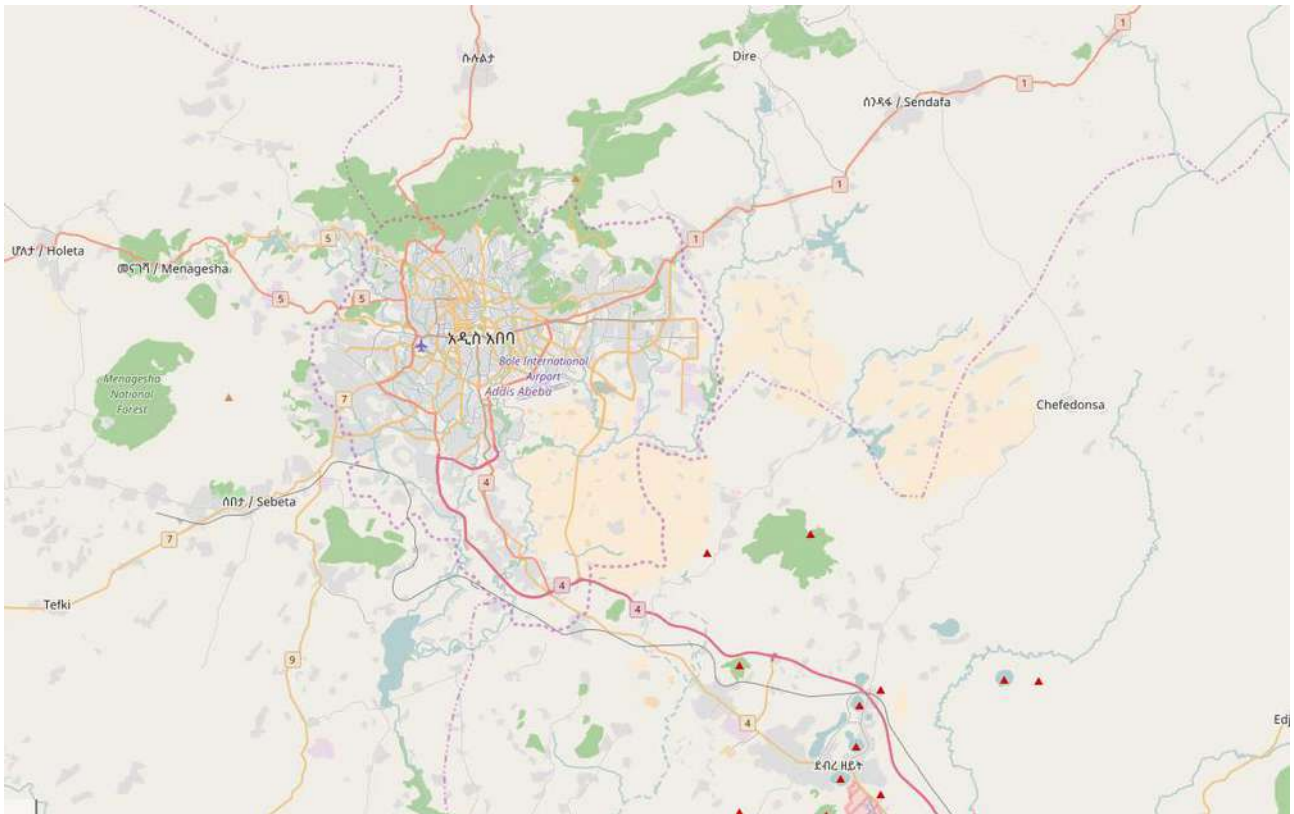 1
ሱሉልታ
Dire
1
ሰንዳፋ / Sendafa
1
5
1
ሆለታ / Holeta
መናገሻ / Menagesha
5
5
አዲስ አበባ
Bole International
Airport
Addis Abeba
Menagesha
National
Forest
7
Chefedonsa
4
ሰበታ / Sebeta
7
4
Tefki
4
9
4
Edj
ደብረ ዘይት